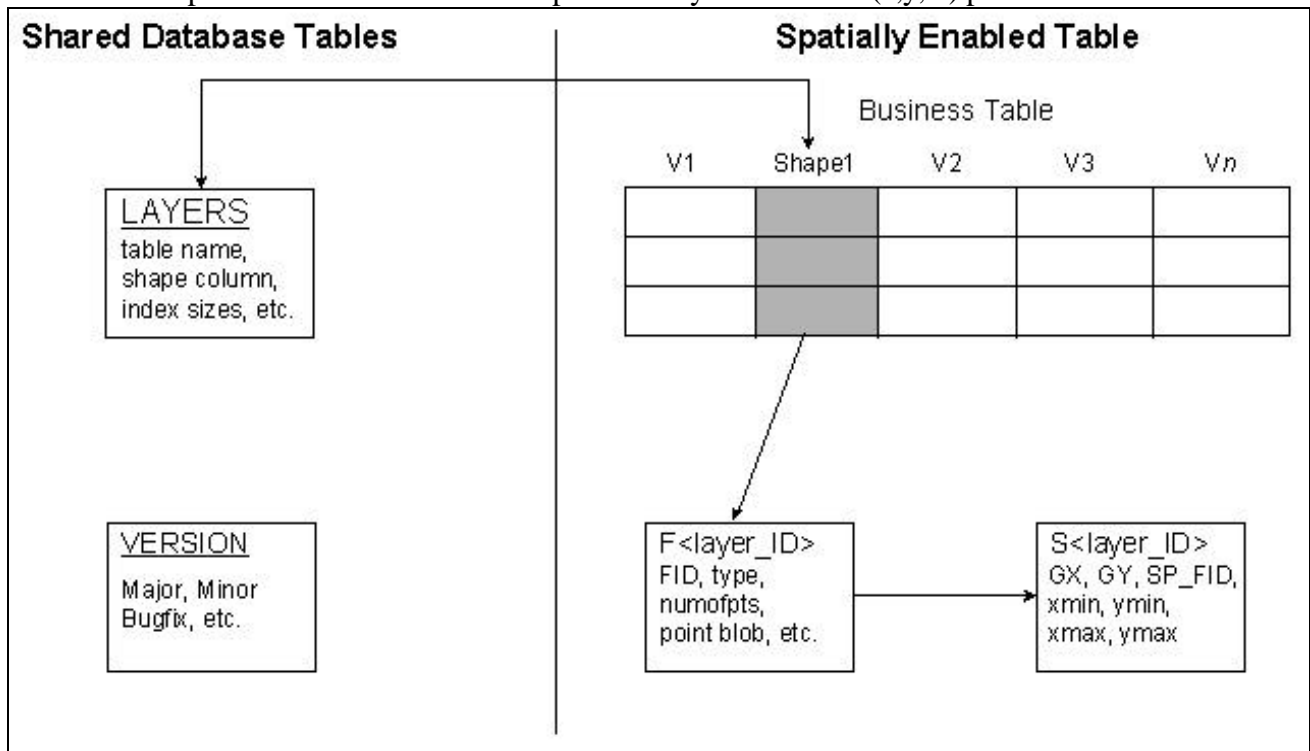 Shared Database Tables
Spatially Enabled Table
Business Table
V1 Shape1 V2 V3 Vn
LAYERS
table name,
shape column,
index sizes, etc.
VERSION
Major, Minor
Bugfix, etc.
F<layer_ID>
FID, type,
numofpts,
point blob, etc.
S<layer_ID>
GX, GY, SP_FID,
xmin, ymin,
xmax, ymax